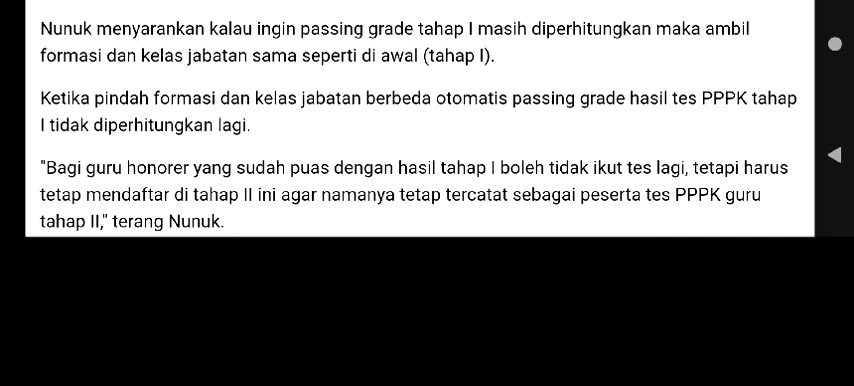 Nunuk menyarankan kalau ingin passing grade tahap I masih diperhitungkan maka ambil
formasi dan kelas jabatan sama seperti di awal (tahap I).
Ketika pindah formasi dan kelas jabatan berbeda otomatis passing grade hasil tes PPPK tahap
I tidak diperhitungkan lagi.
"Bagi guru honorer yang sudah puas dengan hasil tahap I boleh tidak ikut tes lagi, tetapi harus
tetap mendaftar di tahap II ini agar namanya tetap tercatat sebagai peserta tes PPPK guru
tahap II," terang Nunuk.